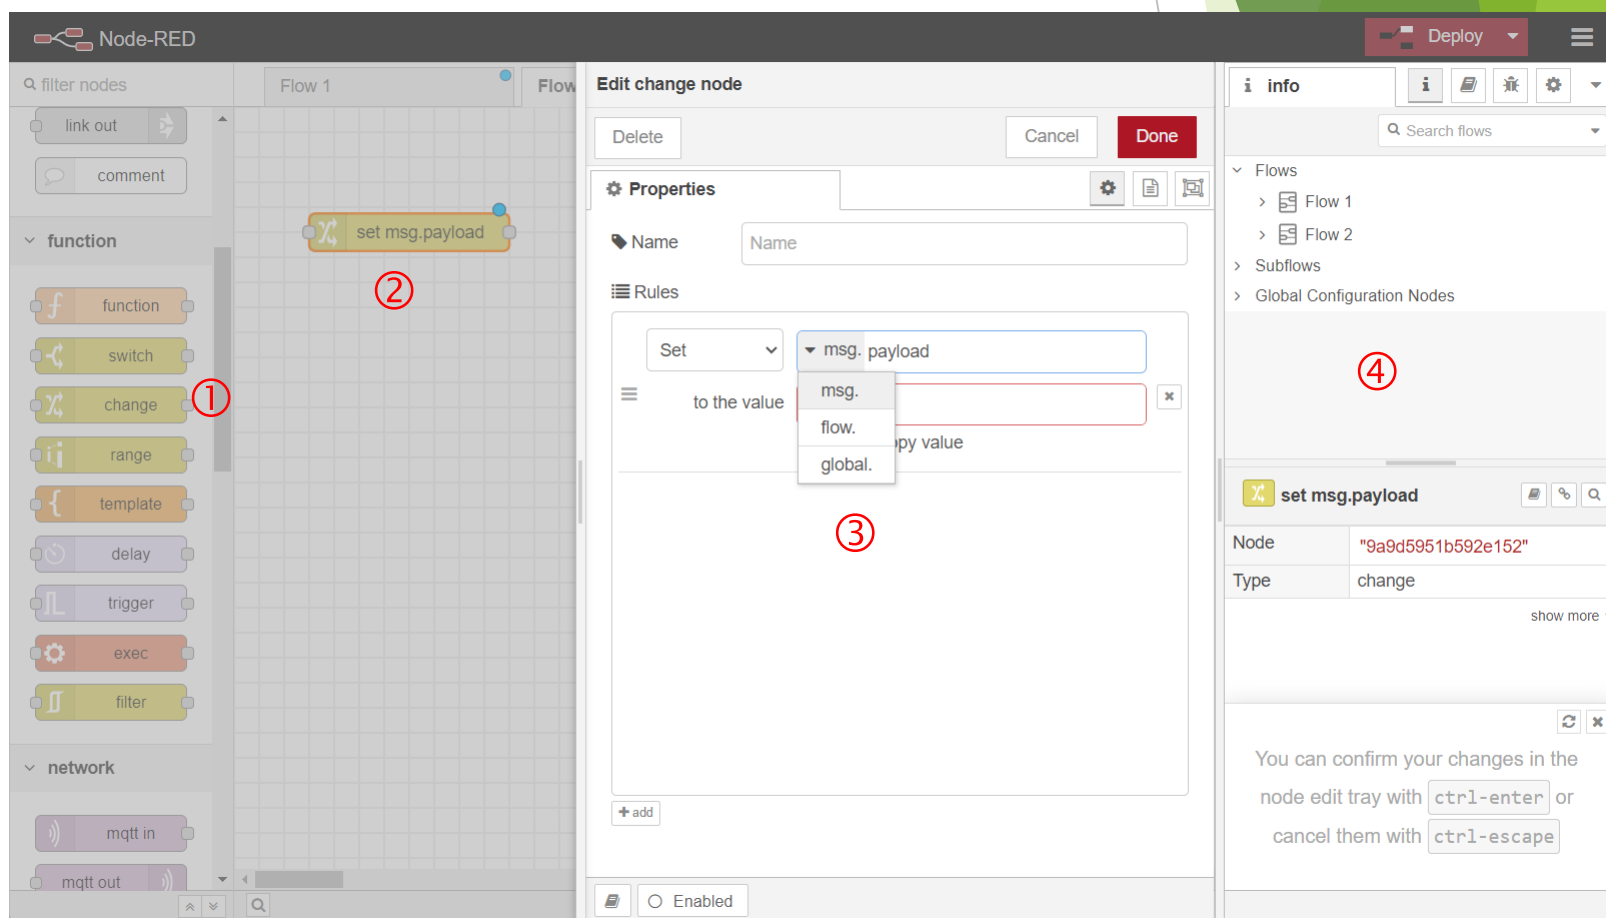 Node-RED
Deploy
filter nodes
link out
comment
function
function
switch
change
range
template
delay
trigger
exec
filter
network
mqtt in
mqtt out
①
Flow 1
Flow
set msg.payload
②
Edit change node
Delete
Cancel
Done
Properties
Name
Name
Rules
Set
msg. payload
msg.
to the value
flow.
py value
global.
③
add
Enabled
i info
i
Search flows
Flows
Flow 1
Flow 2
Subflows
Global Configuration Nodes
④
set msg.payload
Node "9a9d5951b592e152"
Type change
show more
You can confirm your changes in the
node edit tray with ctrl-enter or
cancel them with ctrl-escape